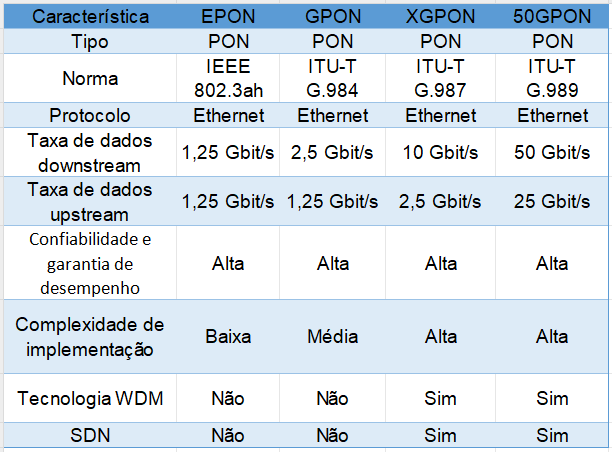 Característica EPON GPON XGPON 50GPON
Tipo PON PON PON PON
Norma IEEE 802.3ah ITU-T G.984 ITU-T G.987 ITU-T G.989
Protocolo Ethernet Ethernet Ethernet Ethernet
Taxa de dados downstream 1,25 Gbit/s 2,5 Gbit/s 10 Gbit/s 50 Gbit/s
Taxa de dados upstream 1,25 Gbit/s 1,25 Gbit/s 2,5 Gbit/s 25 Gbit/s
Confiabilidade e garantia de desempenho Alta Alta Alta Alta
Complexidade de implementação Baixa Média Alta Alta
Tecnologia WDM Não Não Sim Sim
SDN Não Não Sim Sim